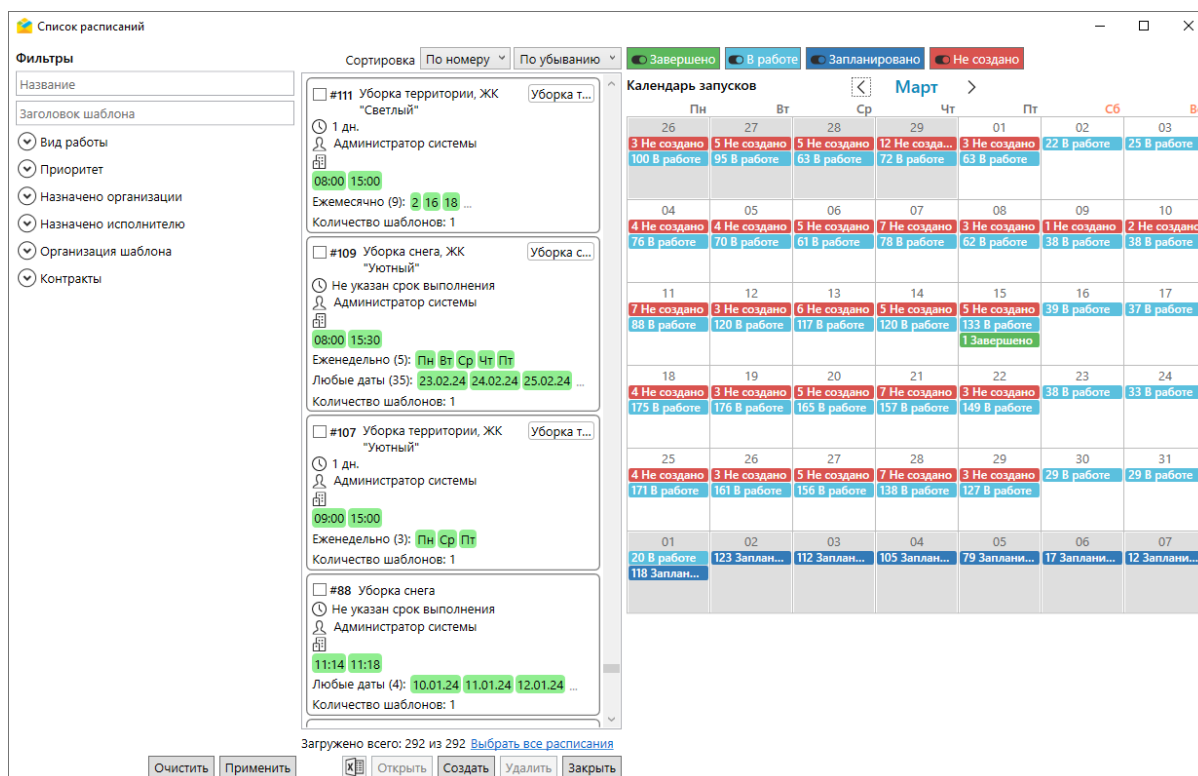 Список расписаний
Фильтры
Название
Заголовок шаблона
Вид работы
Приоритет
Назначено организации
Назначено исполнителю
Организация шаблона
Контракты
Очистить Применить
Сортировка По номеру По убыванию
#111 Уборка территории, ЖК "Светлый" Уборка т...
1 дн.
Администратор системы
08:00 15:00
Ежемесячно (9): 2 16 18 ...
Количество шаблонов: 1
#109 Уборка снега, ЖК "Уютный" Уборка с...
Не указан срок выполнения
Администратор системы
08:00 15:30
Еженедельно (5): Пн Вт Ср Чт Пт
Любые даты (35): 23.02.24 24.02.24 25.02.24 ...
Количество шаблонов: 1
#107 Уборка территории, ЖК "Уютный" Уборка т...
1 дн.
Администратор системы
09:00 15:00
Еженедельно (3): Пн Ср Пт
Количество шаблонов: 1
#88 Уборка снега
Не указан срок выполнения
Администратор системы
11:14 11:18
Любые даты (4): 10.01.24 11.01.24 12.01.24 ...
Количество шаблонов: 1
Загружено всего: 292 из 292 Выбрать все расписания
Открыть Создать Удалить Закрыть
Завершено В работе Запланировано Не создано
Календарь запусков Март
Пн Вт Ср Чт Пт Сб В
26 27 28 29 01 02 03
3 Не создано 5 Не создано 5 Не создано 12 Не созда... 3 Не создано 22 В работе 25 В работе
100 В работе 95 В работе 63 В работе 72 В работе 63 В работе
04 05 06 07 08 09 10
4 Не создано 4 Не создано 5 Не создано 7 Не создано 3 Не создано 1 Не создано 2 Не создано
76 В работе 70 В работе 61 В работе 78 В работе 62 В работе 38 В работе 38 В работе
11 12 13 14 15 16 17
7 Не создано 3 Не создано 6 Не создано 5 Не создано 5 Не создано 39 В работе 37 В работе
88 В работе 120 В работе 117 В работе 120 В работе 133 В работе
1 Завершено
18 19 20 21 22 23 24
4 Не создано 3 Не создано 5 Не создано 7 Не создано 3 Не создано 38 В работе 33 В работе
175 В работе 176 В работе 165 В работе 157 В работе 149 В работе
25 26 27 28 29 30 31
4 Не создано 3 Не создано 5 Не создано 7 Не создано 3 Не создано 29 В работе 29 В работе
171 В работе 161 В работе 156 В работе 138 В работе 127 В работе
01 02 03 04 05 06 07
20 В работе 123 Заплан... 112 Заплан... 105 Заплан... 79 Заплани... 17 Заплани... 12 Заплани...
118 Заплан...